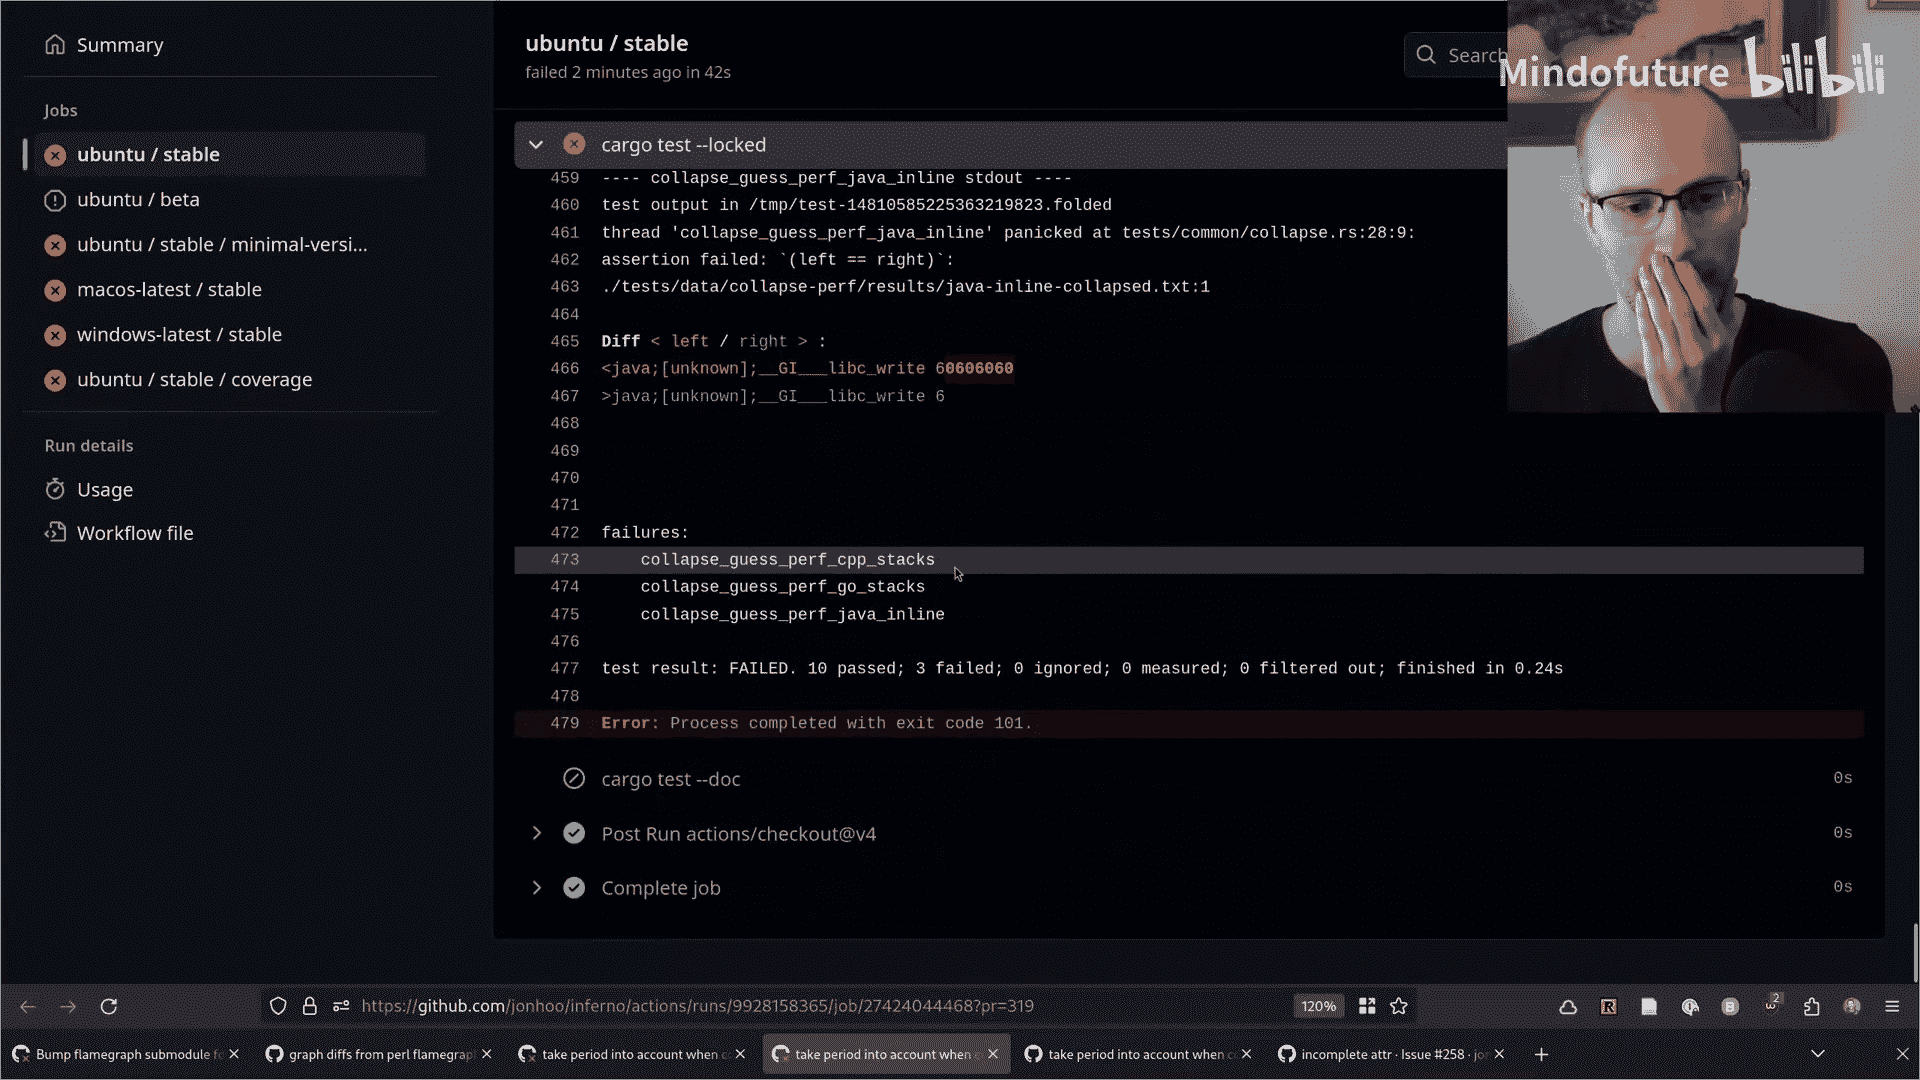 Summary
Jobs
ubuntu / stable
ubuntu / beta
ubuntu / stable / minimal-versi...
macos-latest / stable
windows-latest / stable
ubuntu / stable / coverage
Run details
Usage
Workflow file
ubuntu / stable
failed 2 minutes ago in 42s
Search
Mindofuture bilibili
cargo test --locked
459 ---- collapse_guess_perf_java_inline stdout ----
460 test output in /tmp/test-14810585225363219823.folded
461 thread 'collapse_guess_perf_java_inline' panicked at tests/common/collapse.rs:28:9:
462 assertion failed: `(left == right)`:
463 ./tests/data/collapse-perf/results/java-inline-collapsed.txt:1
464
465 Diff < left / right > :
466 <java;[unknown];__GI___libc_write 60606060
467 >java;[unknown];__GI___libc_write 6
468
469
470
471
472 failures:
473 collapse_guess_perf_cpp_stacks
474 collapse_guess_perf_go_stacks
475 collapse_guess_perf_java_inline
476
477 test result: FAILED. 10 passed; 3 failed; 0 ignored; 0 measured; 0 filtered out; finished in 0.24s
478
479 Error: Process completed with exit code 101.
cargo test --doc 0s
Post Run actions/checkout@v4 0s
Complete job 0s
https://github.com/jonhoo/inferno/actions/runs/9928158365/job/27424044468?pr=319 120% 2
Bump flamegraph submodule fo
graph diffs from perl flamegrap
take period into account when c
take period into account when c
take period into account when c
incomplete attr · Issue #258 · jo